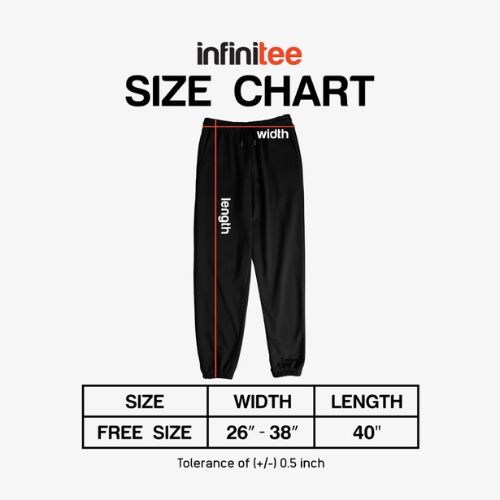 infinitee
SIZE CHART
width
length
SIZE WIDTH LENGTH
FREE SIZE 26" - 38" 40"
Tolerance of (+/-) 0.5 inch